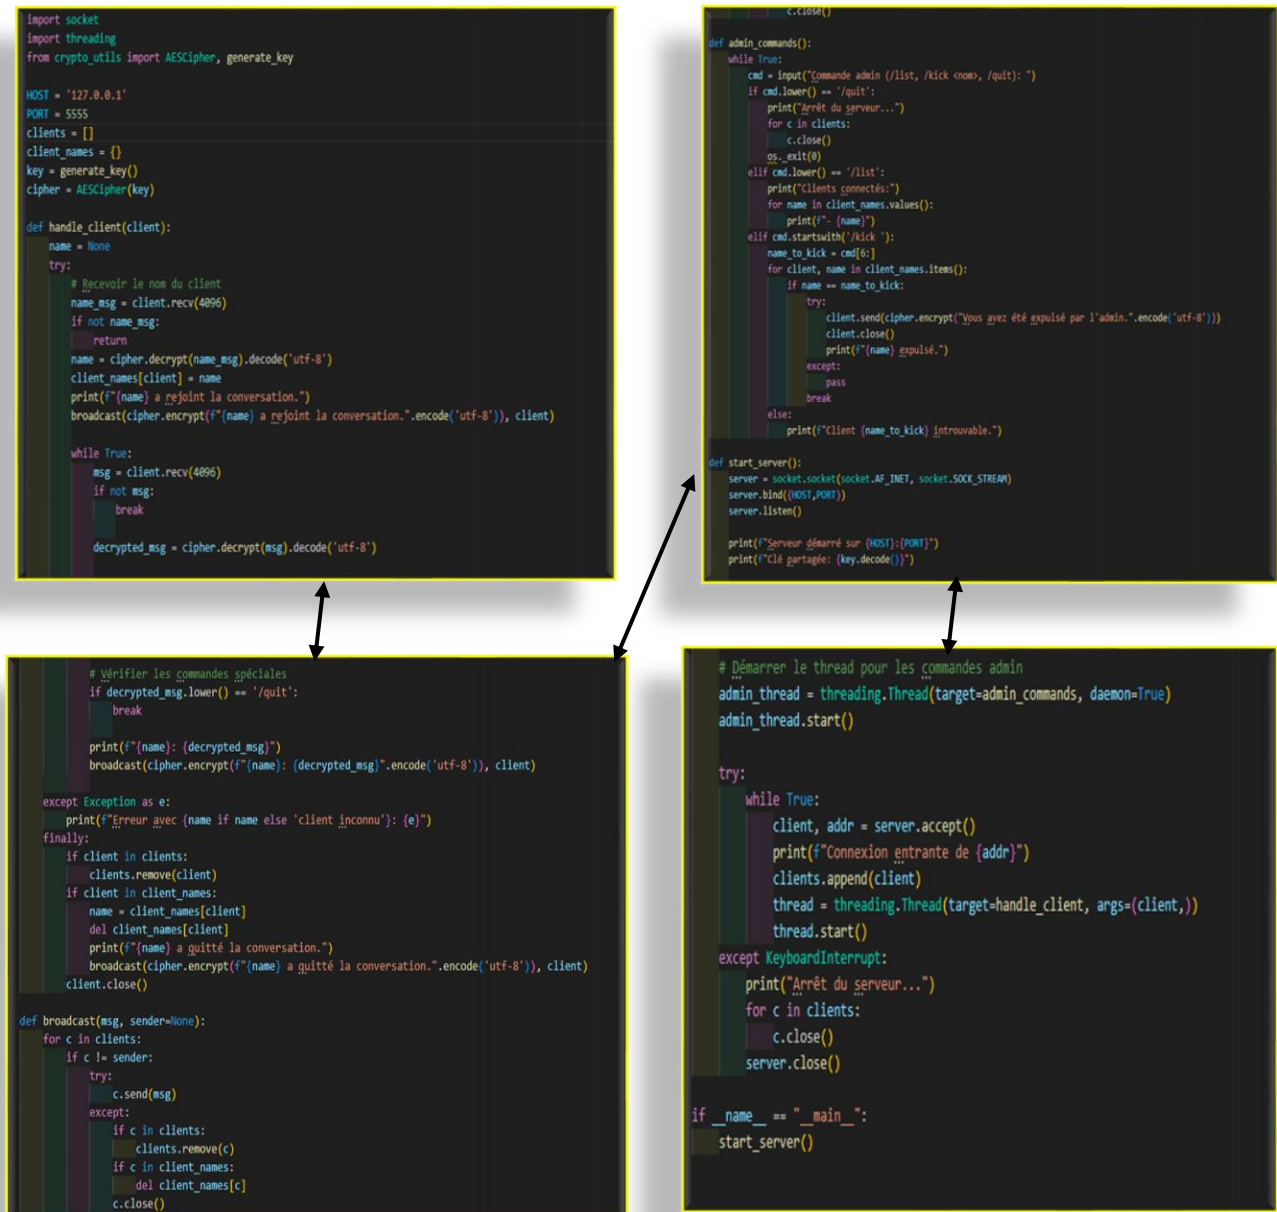 import socket
import threading
from crypto_utils import AESCipher, generate_key

HOST = '127.0.0.1'
PORT = 5555
clients = []
client_names = {}
key = generate_key()
cipher = AESCipher(key)

def handle_client(client):
    name = None
    try:
        # Recevoir le nom du client
        name_msg = client.recv(4096)
        if not name_msg:
            return
        name = cipher.decrypt(name_msg).decode('utf-8')
        client_names[client] = name
        print(f"{name} a rejoint la conversation.")
        broadcast(cipher.encrypt(f"{name} a rejoint la conversation.".encode('utf-8')), client)

        while True:
            msg = client.recv(4096)
            if not msg:
                break

            decrypted_msg = cipher.decrypt(msg).decode('utf-8')

            # Vérifier les commandes spéciales
            if decrypted_msg.lower() == '/quit':
                break

            print(f"{name}: {decrypted_msg}")
            broadcast(cipher.encrypt(f"{name}: {decrypted_msg}".encode('utf-8')), client)

    except Exception as e:
        print(f"Erreur avec {name if name else 'client inconnu'}: {e}")
    finally:
        if client in clients:
            clients.remove(client)
        if client in client_names:
            name = client_names[client]
            del client_names[client]
            print(f"{name} a quitté la conversation.")
            broadcast(cipher.encrypt(f"{name} a quitté la conversation.".encode('utf-8')), client)
        client.close()

def broadcast(msg, sender=None):
    for c in clients:
        if c != sender:
            try:
                c.send(msg)
            except:
                if c in clients:
                    clients.remove(c)
                if c in client_names:
                    del client_names[c]
                c.close()
                c.close()

def admin_commands():
    while True:
        cmd = input("Commande admin (/list, /kick <nom>, /quit): ")
        if cmd.lower() == '/quit':
            print("Arrêt du serveur...")
            for c in clients:
                c.close()
            os._exit(0)
        elif cmd.lower() == '/list':
            print("Clients connectés:")
            for name in client_names.values():
                print(f"- {name}")
        elif cmd.startswith('/kick '):
            name_to_kick = cmd[6:]
            for client, name in client_names.items():
                if name == name_to_kick:
                    try:
                        client.send(cipher.encrypt("Vous avez été expulsé par l'admin.".encode('utf-8')))
                        client.close()
                        print(f"{name} expulsé.")
                    except:
                        pass
                    break
            else:
                print(f"Client {name_to_kick} introuvable.")

def start_server():
    server = socket.socket(socket.AF_INET, socket.SOCK_STREAM)
    server.bind((HOST,PORT))
    server.listen()

    print(f"Serveur démarré sur {HOST}:{PORT}")
    print(f"Clé partagée: {key.decode()}")

    # Démarrer le thread pour les commandes admin
    admin_thread = threading.Thread(target=admin_commands, daemon=True)
    admin_thread.start()

    try:
        while True:
            client, addr = server.accept()
            print(f"Connexion entrante de {addr}")
            clients.append(client)
            thread = threading.Thread(target=handle_client, args=(client,))
            thread.start()
    except KeyboardInterrupt:
        print("Arrêt du serveur...")
        for c in clients:
            c.close()
        server.close()

if __name__ == "__main__":
    start_server()